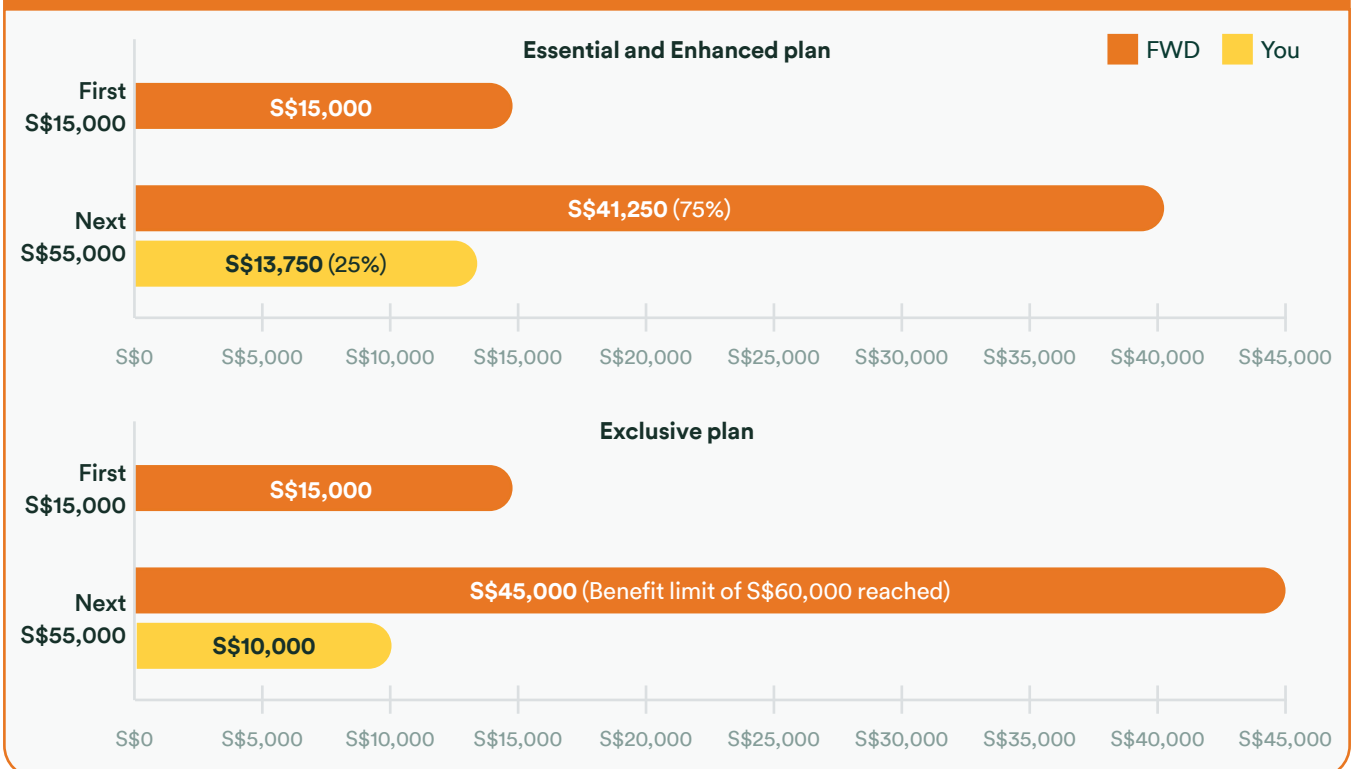 Essential and Enhanced plan
FWD
You
First
S$15,000
S$15,000
Next
S$55,000
S$41,250 (75%)
S$13,750 (25%)
S$0 S$5,000 S$10,000 S$15,000 S$20,000 S$25,000 S$30,000 S$35,000 S$40,000 S$45,000
Exclusive plan
First
S$15,000
S$15,000
Next
S$55,000
S$45,000 (Benefit limit of S$60,000 reached)
S$10,000
S$0 S$5,000 S$10,000 S$15,000 S$20,000 S$25,000 S$30,000 S$35,000 S$40,000 S$45,000